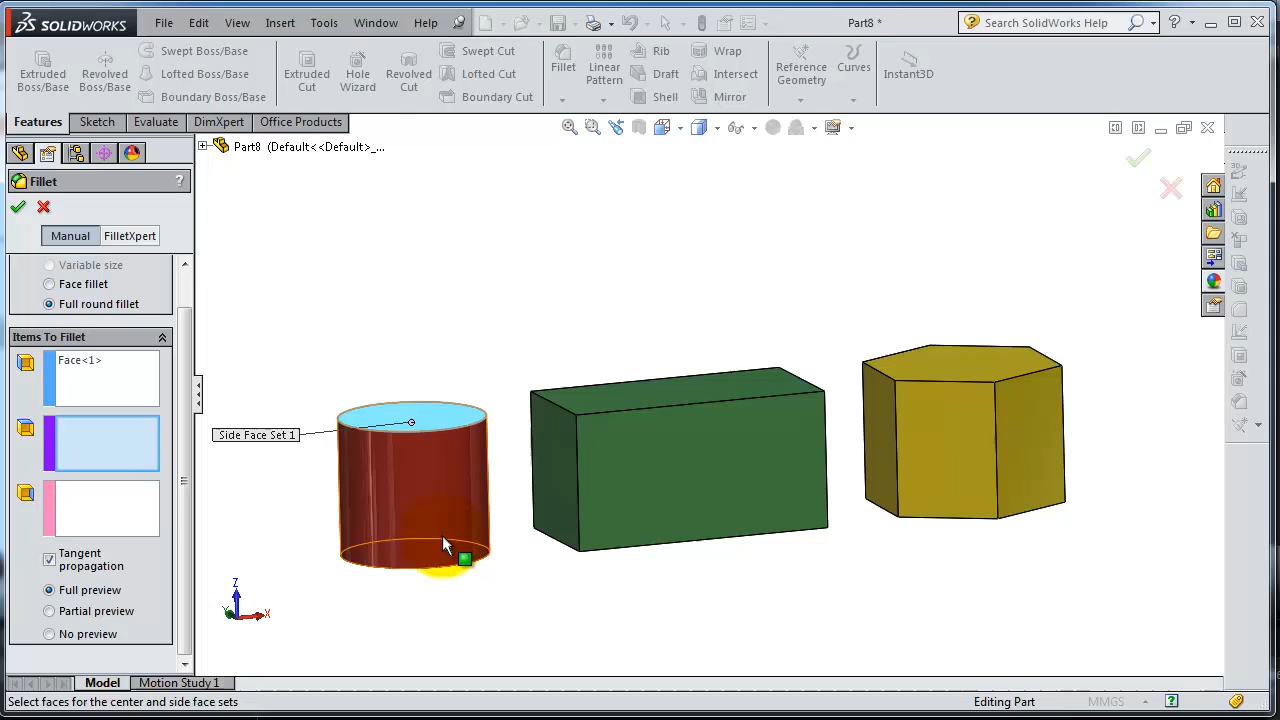 SOLIDWORKS File Edit View Insert Tools Window Help Part8 * Search SolidWorks Help
Extruded Boss/Base
Revolved Boss/Base
Swept Boss/Base
Lofted Boss/Base
Boundary Boss/Base
Extruded Cut
Hole Wizard
Revolved Cut
Swept Cut
Lofted Cut
Boundary Cut
Fillet
Linear Pattern
Rib
Draft
Shell
Wrap
Intersect
Mirror
Reference Geometry
Curves
Instant3D
Features Sketch Evaluate DimXpert Office Products
Part8 (Default<<Default>_...
Fillet ?
Manual FilletXpert
Variable size
Face fillet
Full round fillet
Items To Fillet
Face<1>
Side Face Set 1
Tangent
propagation
Full preview
Partial preview
No preview
Z
Y
X
Model Motion Study 1
Select faces for the center and side face sets Editing Part MMGS